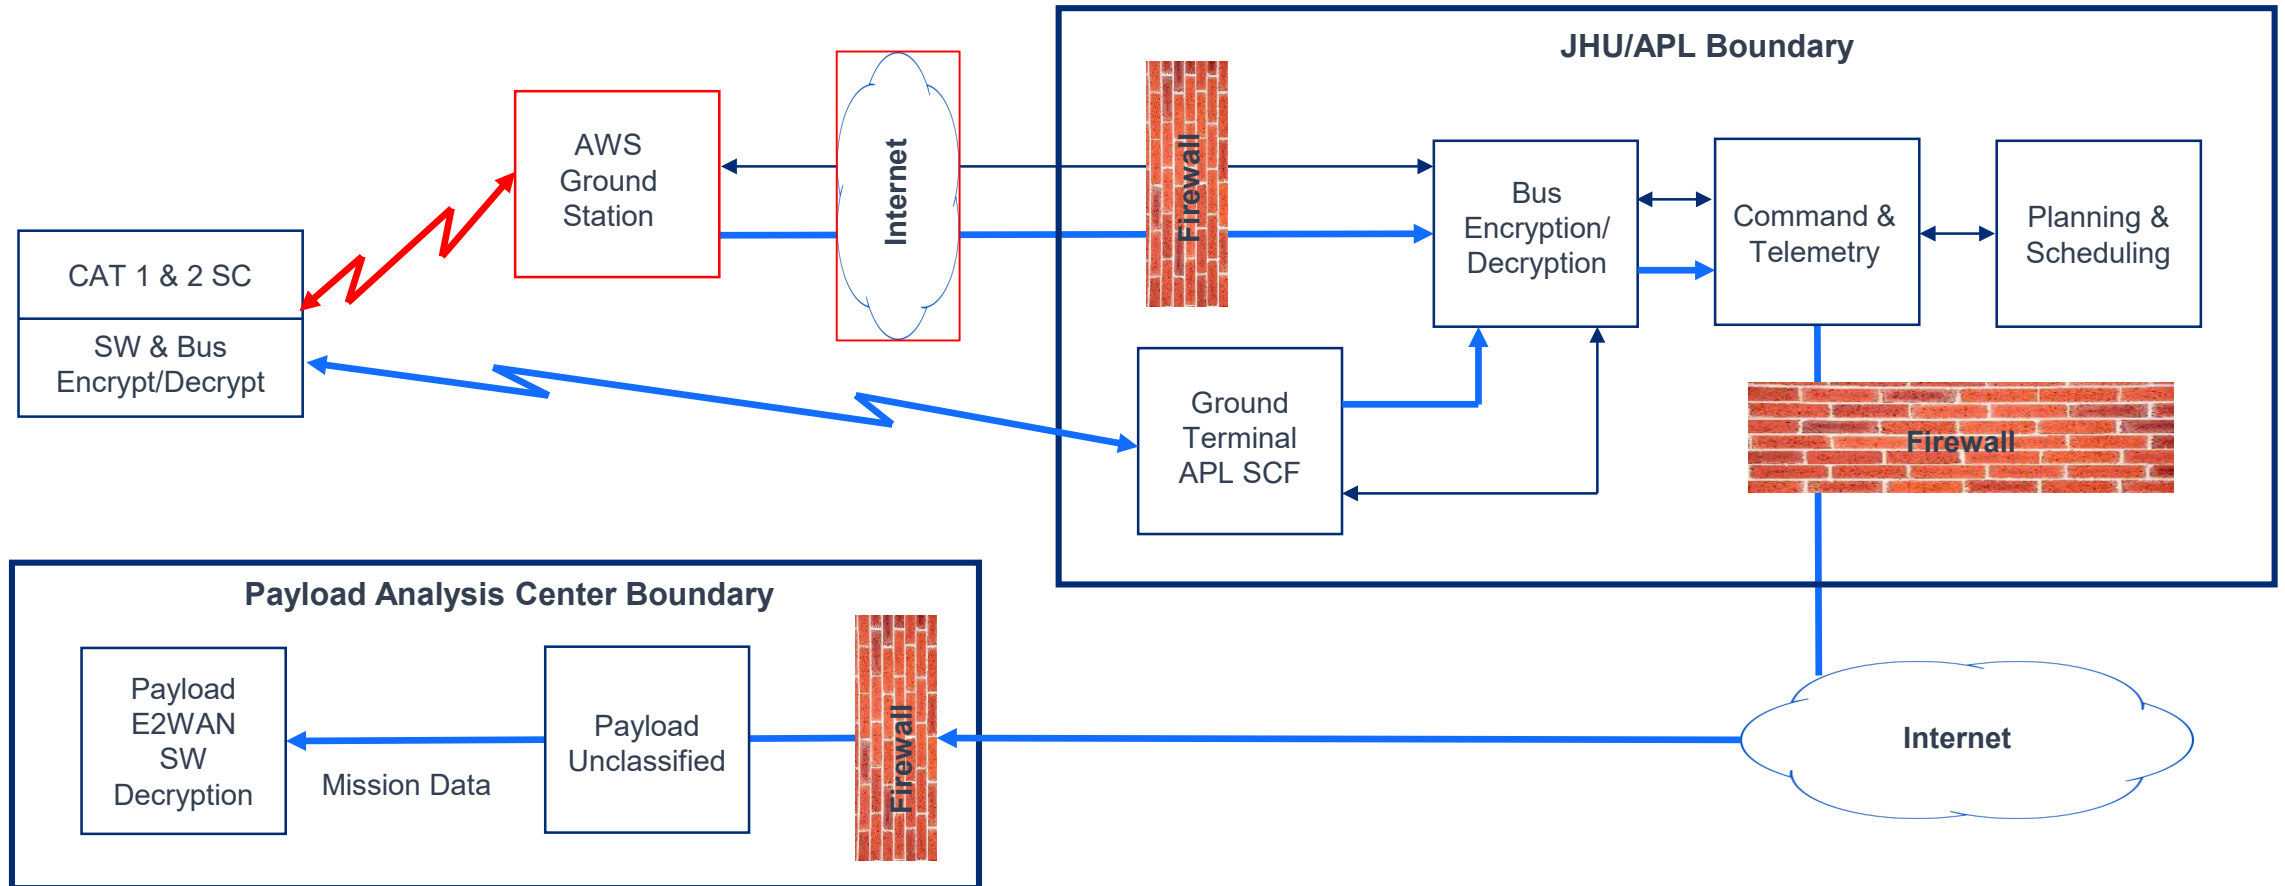 JHU/APL Boundary
AWS
Ground
Station
Internet
Firewall
CAT 1 & 2 SC
SW & Bus
Encrypt/Decrypt
Bus
Encryption/
Decryption
Command &
Telemetry
Planning &
Scheduling
Ground
Terminal
APL SCF
Firewall
Payload Analysis Center Boundary
Payload
E2WAN
SW
Decryption
Mission Data
Payload
Unclassified
Firewall
Internet